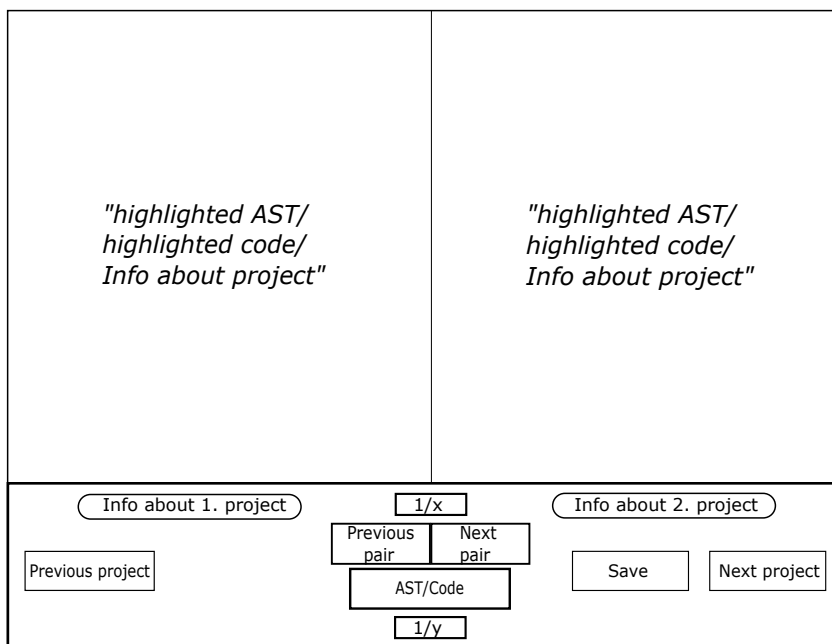 "highlighted AST/
highlighted code/
Info about project"
"highlighted AST/
highlighted code/
Info about project"
Info about 1. project
1/x
Info about 2. project
Previous
pair
Next
pair
Previous project
AST/Code
Save
Next project
1/y